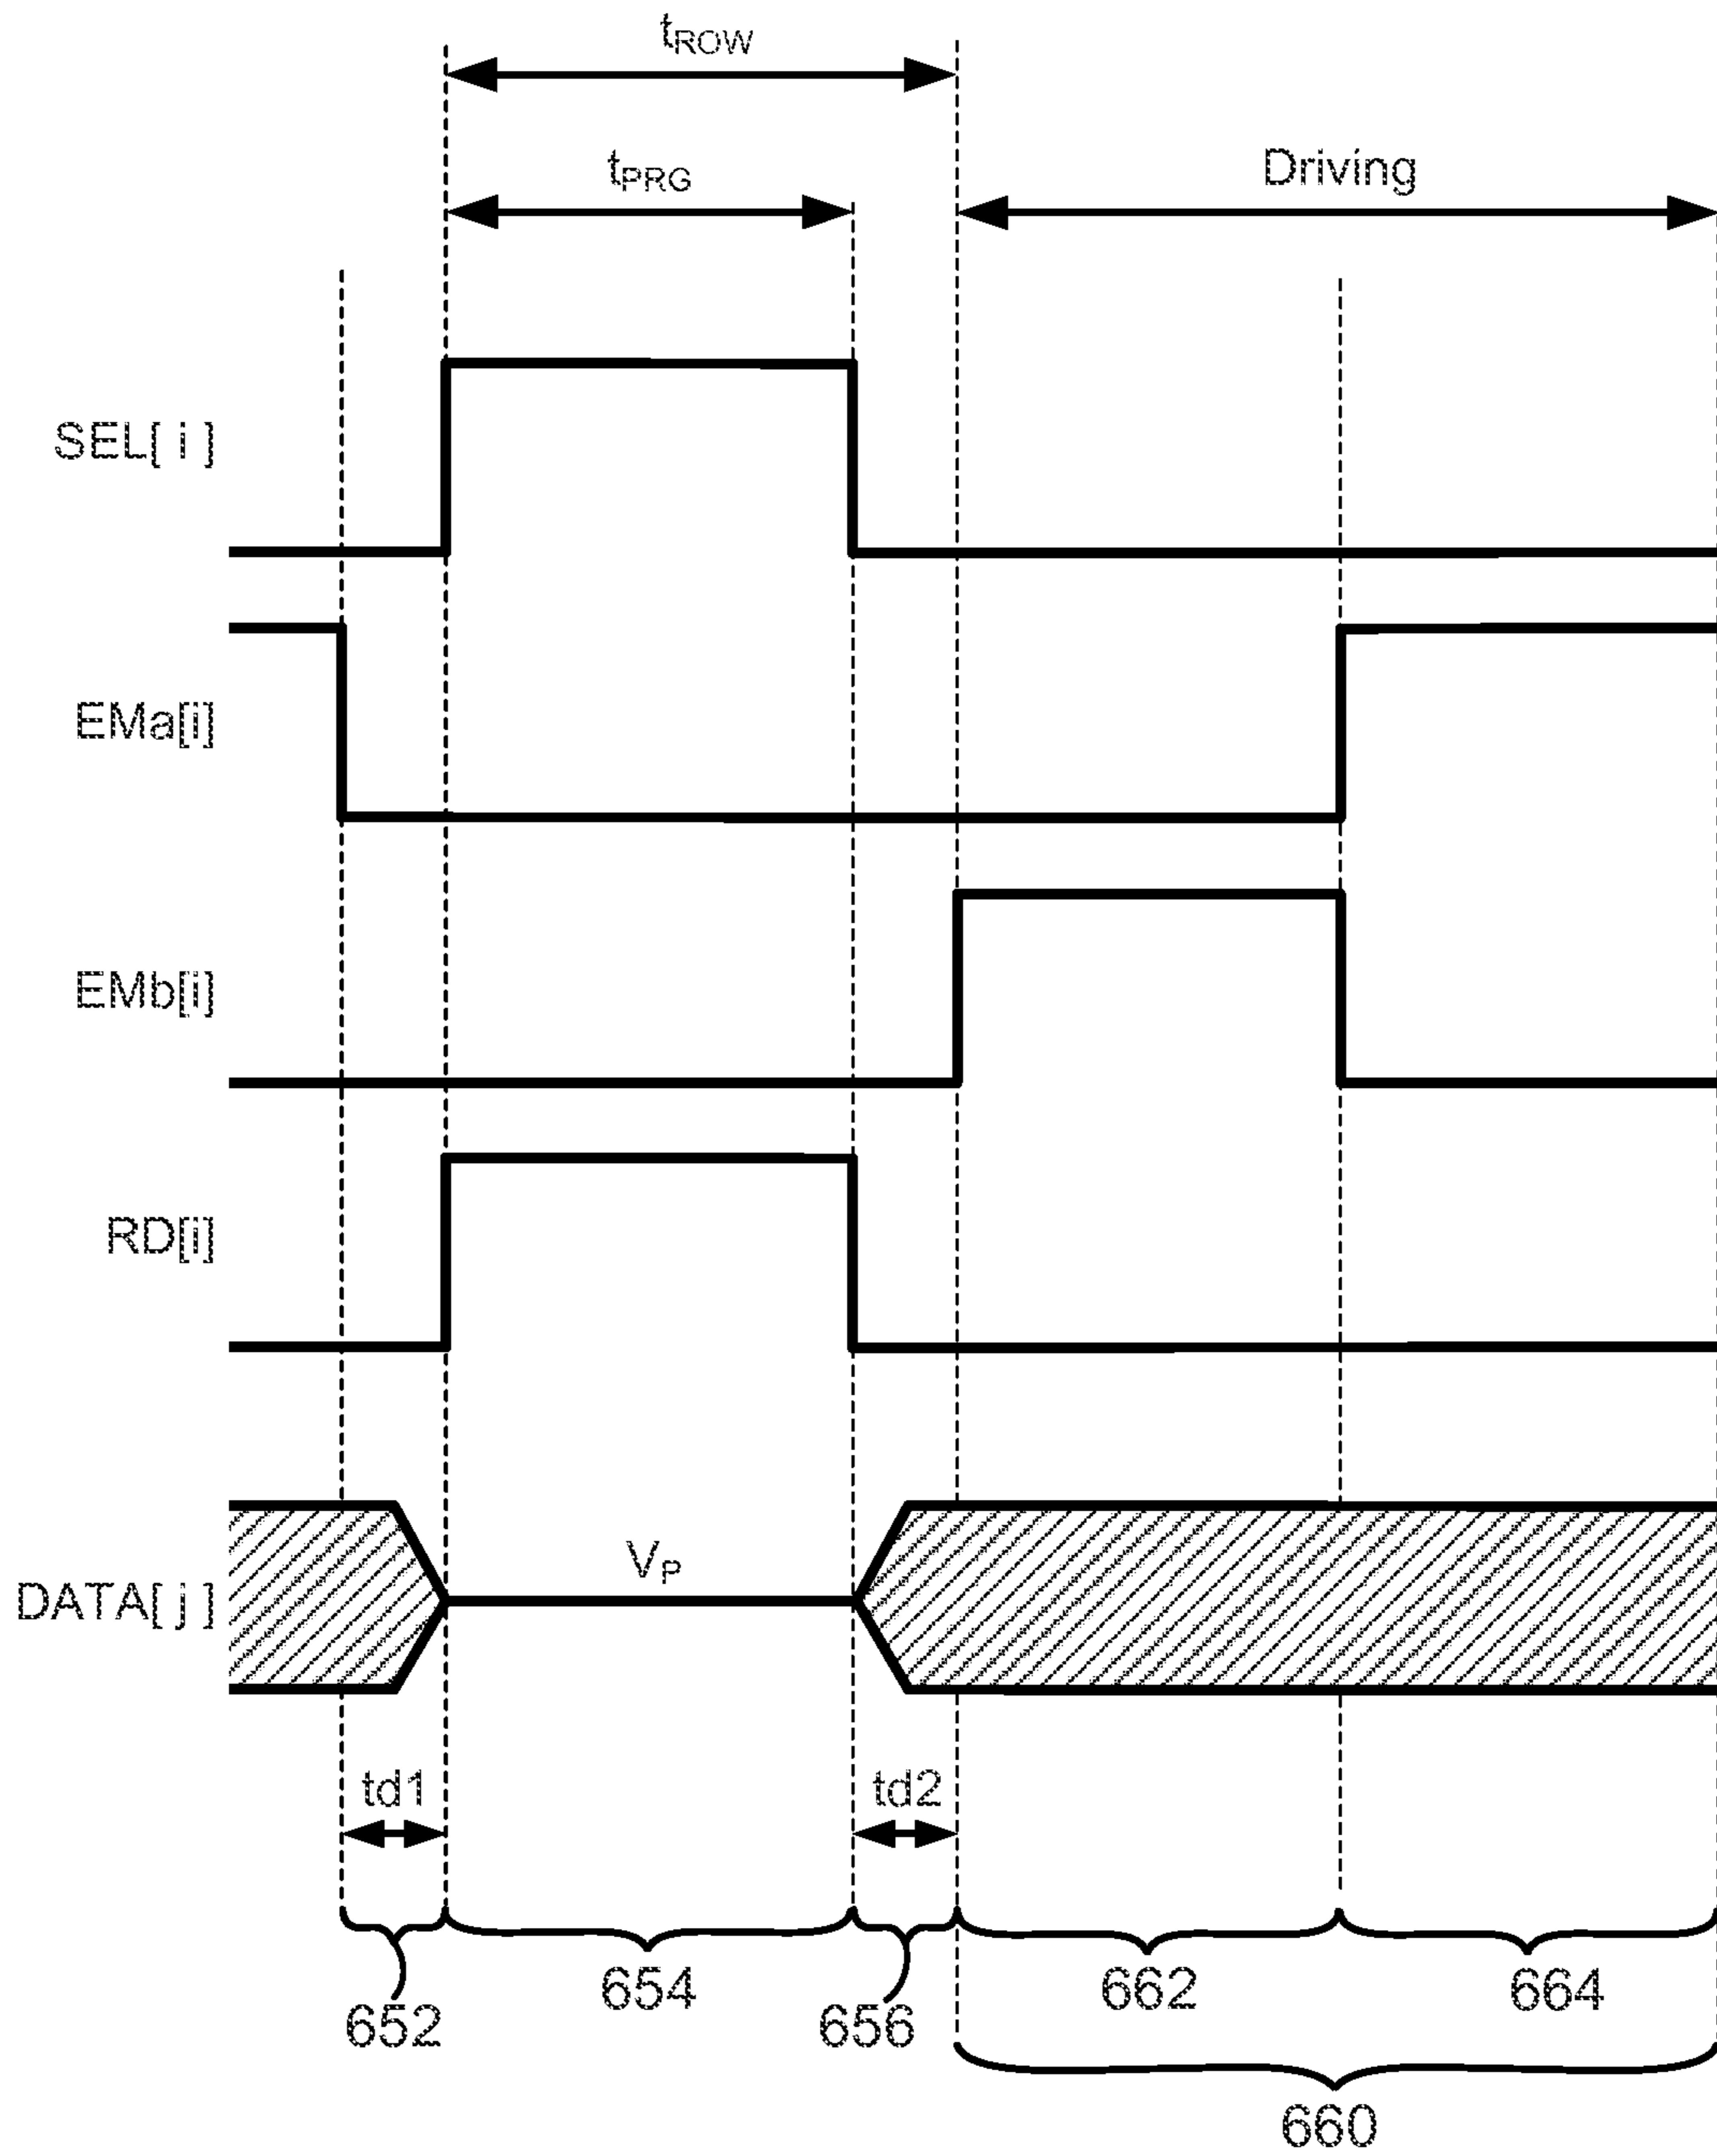 tROW
tPRG
Driving
SEL[ i ]
EMa[i]
EMb[i]
RD[i]
VP
DATA[ j ]
td1
td2
654
662
664
652
656
660